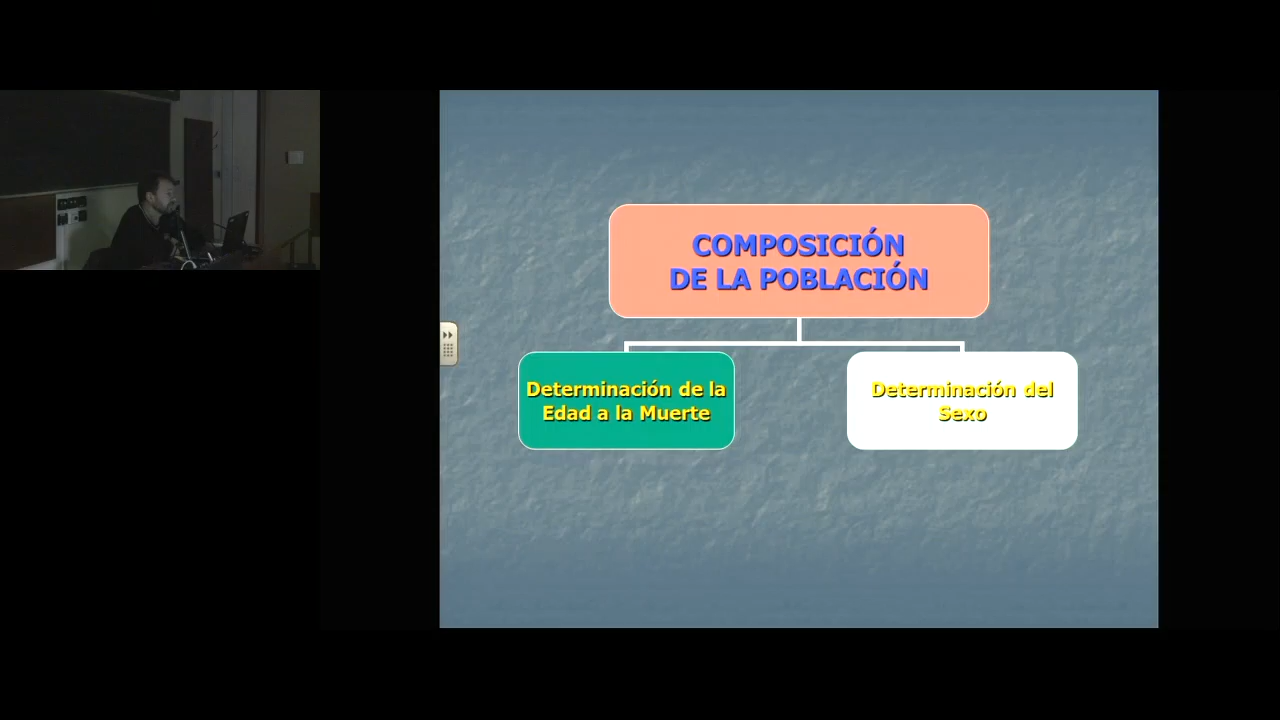 COMPOSICIÓN
DE LA POBLACIÓN
Determinación de la
Edad a la Muerte
Determinación del
Sexo